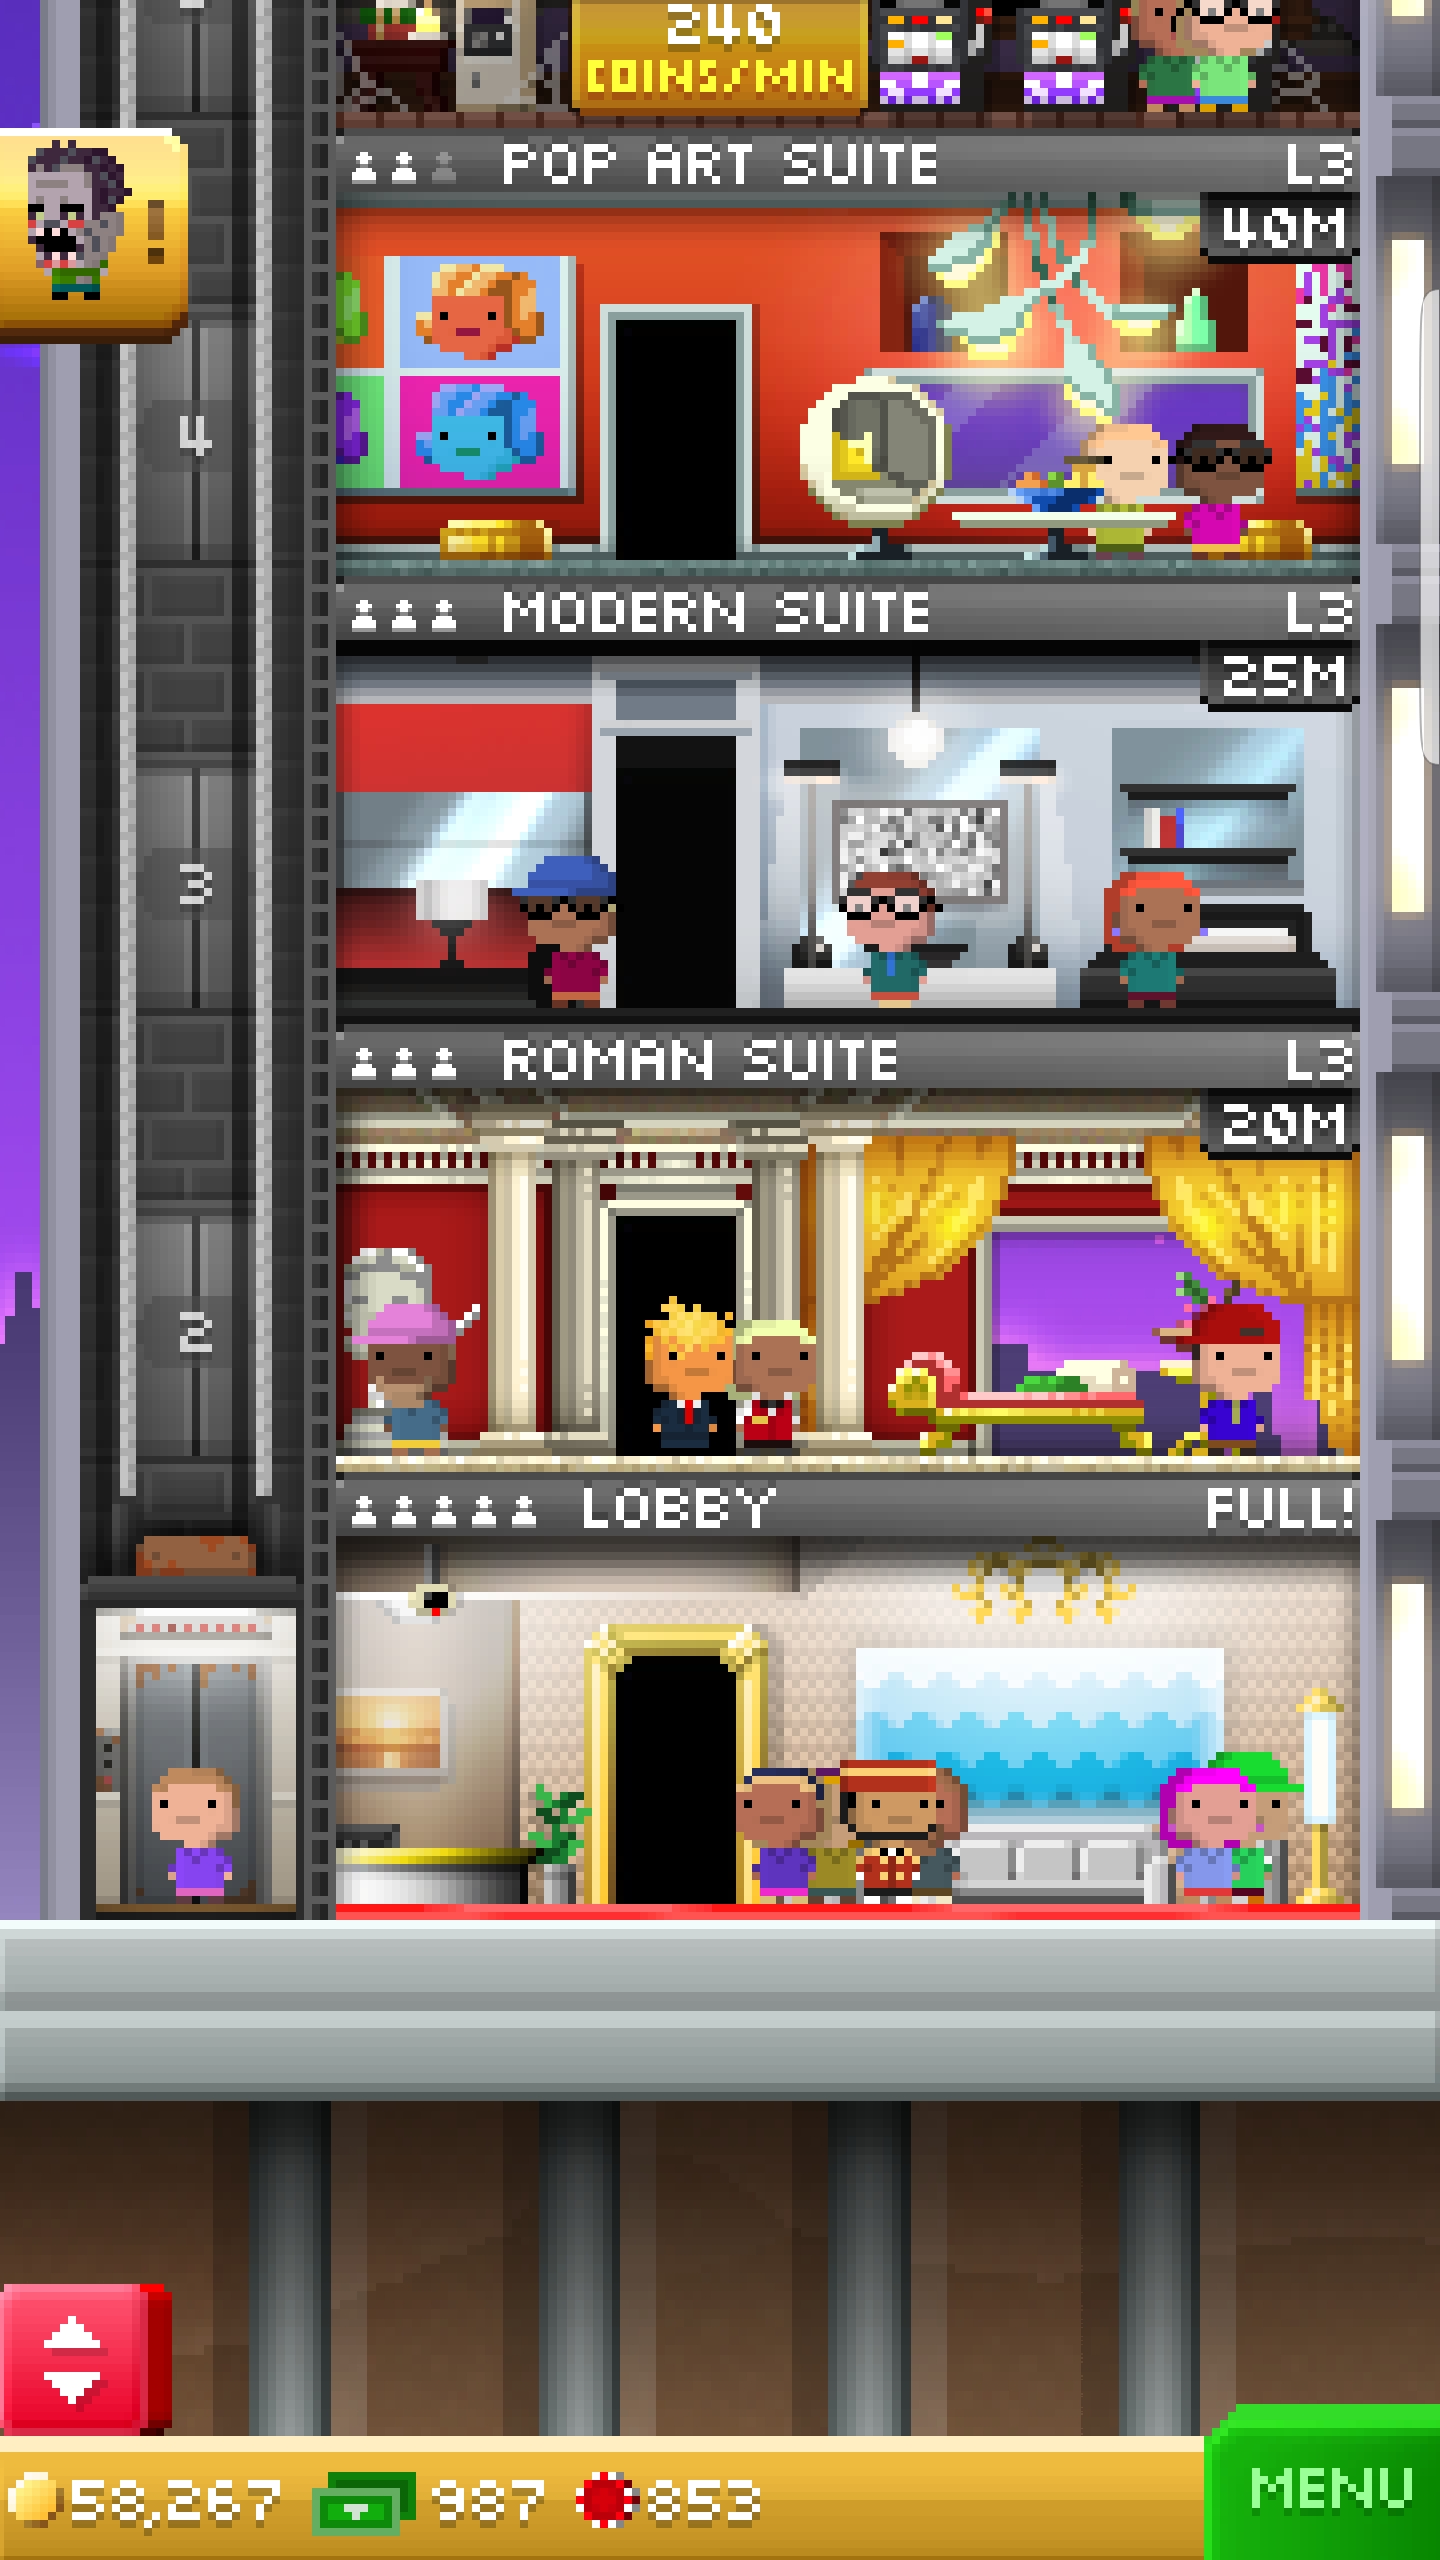 240
COINS/MIN
POP ART SUITE L3
40M
!
4
MODERN SUITE L3
25M
3
ROMAN SUITE L3
20M
2
LOBBY FULL!
58,267 987 853
MENU